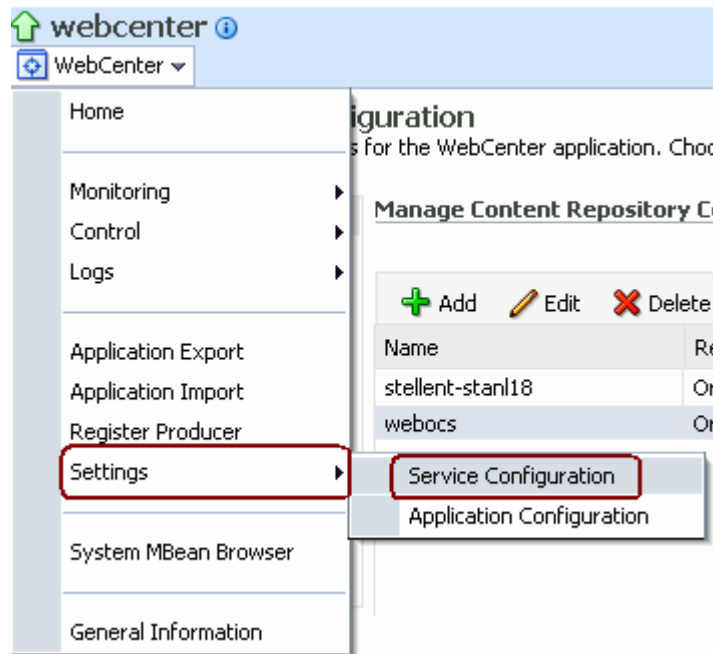 webcenter
WebCenter
Home
Monitoring
Control
Logs
Application Export
Application Import
Register Producer
Settings
System MBean Browser
General Information
Service Configuration
Application Configuration
iguration
s for the WebCenter application.
Manage Content Repository
Add Edit Delete
Name
stellent-stanl18
webocs